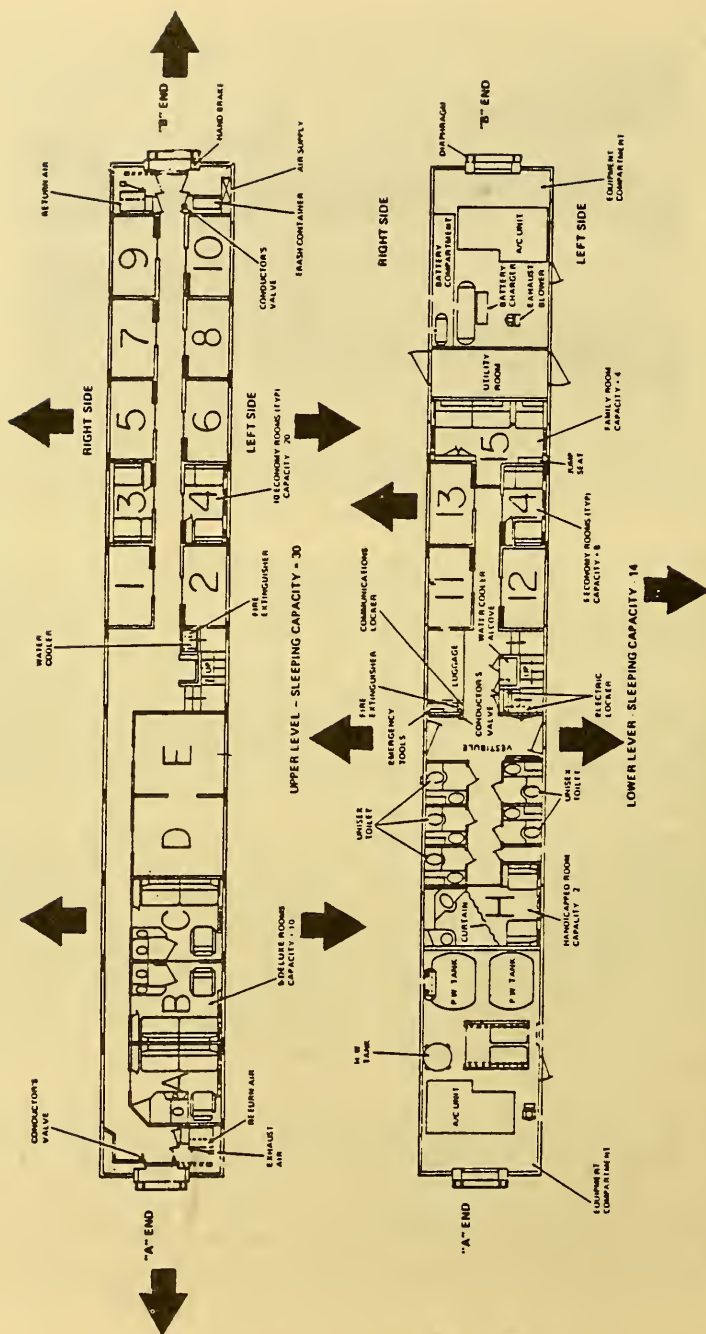 CONDUCTOR'S
VALVE
WATER
COOLER
RIGHT SIDE
RETURN AIR
"A" END
A
B
C
D
E
UP
1
3
5
7
9
2
4
6
8
10
"B" END
HAND BRAKE
AIR SUPPLY
TRASH CONTAINER
CONDUCTOR'S
VALVE
EXHAUST
AIR
RETURN AIR
5 DELUXE ROOMS
CAPACITY = 10
FIRE
EXTINGUISHER
10 ECONOMY ROOMS (TYP)
CAPACITY 20
LEFT SIDE
UPPER LEVEL - SLEEPING CAPACITY = 30
H W
TANK
UNISEX
TOILET
EMERGENCY
TOOLS
FIRE
EXTINGUISHER
COMMUNICATIONS
LOCKER
RIGHT SIDE
DIAPHRAGM
"A" END
A/C UNIT
P W TANK
P W TANK
CURTAIN
H
VESTIBULE
LUGGAGE
CONDUCTOR'S
VALVE
WATER COOLER
ALCOVE
UP
11
13
12
14
15
UTILITY
ROOM
BATTERY COMPARTMENT
BATTERY
CHARGER
EXHAUST
BLOWER
A/C UNIT
"B" END
EQUIPMENT
COMPARTMENT
HANDICAPPED ROOM
CAPACITY 2
UNISEX
TOILET
ELECTRIC
LOCKER
ECONOMY ROOMS (TYP)
CAPACITY = 8
JUMP
SEAT
FAMILY ROOM
CAPACITY = 4
LEFT SIDE
EQUIPMENT
COMPARTMENT
LOWER LEVER - SLEEPING CAPACITY - 14